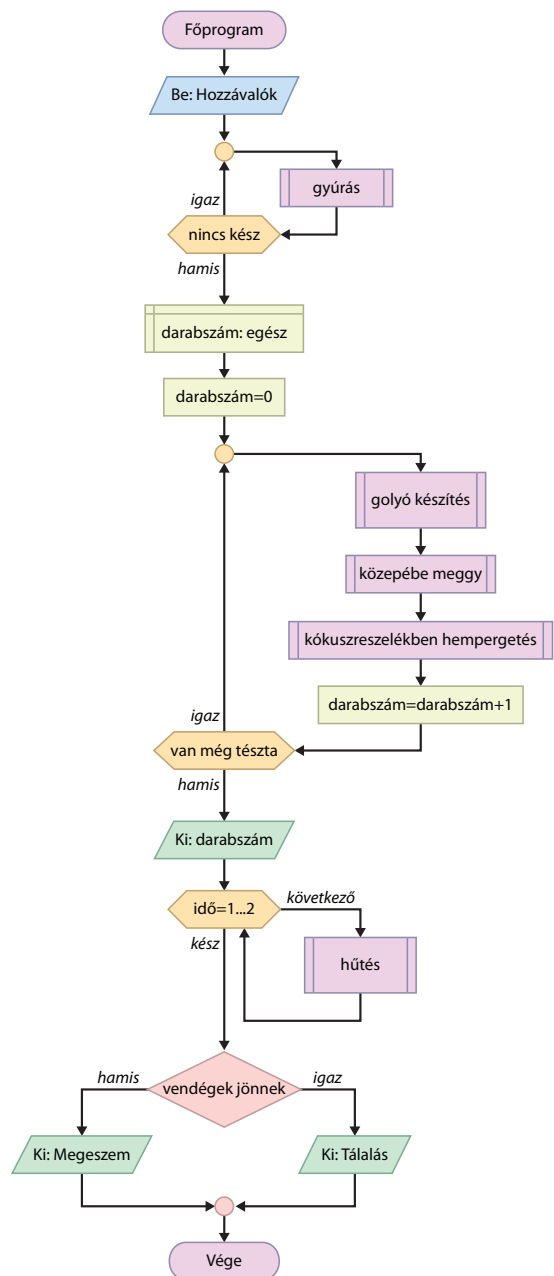 Főprogram
Be: Hozzávalók
gyúrás
igaz
nincs kész
hamis
darabszám: egész
darabszám=0
golyó készítés
közepébe meggy
kókuszreszelékben hempergetés
darabszám=darabszám+1
igaz
van még tészta
hamis
Ki: darabszám
idő=1...2
következő
kész
hűtés
vendégek jönnek
hamis
igaz
Ki: Megeszem
Ki: Tálalás
Vége